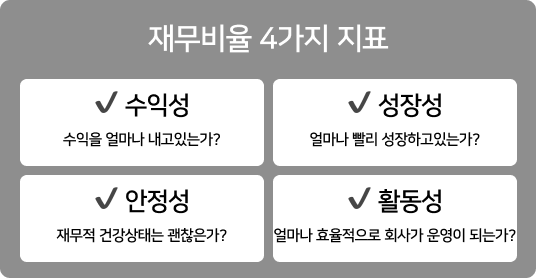 재무비율 4가지 지표
✓ 수익성
수익을 얼마나 내고있는가?
✓ 성장성
얼마나 빨리 성장하고있는가?
✓ 안정성
재무적 건강상태는 괜찮은가?
✓ 활동성
얼마나 효율적으로 회사가 운영이 되는가?